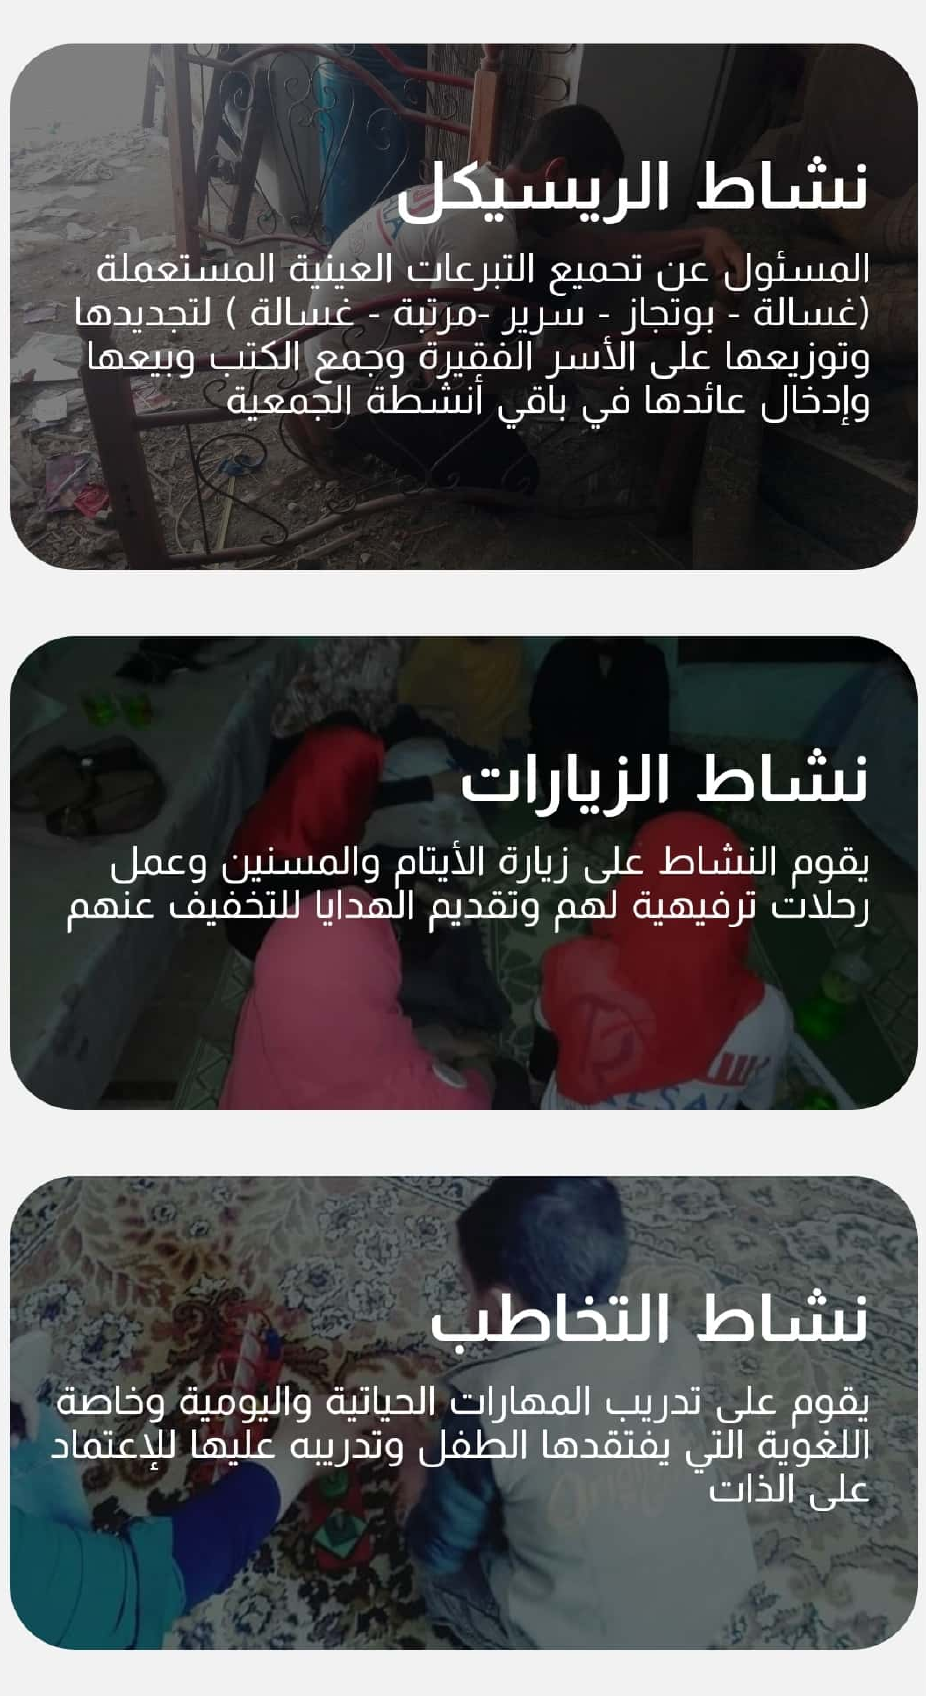 نشاط الريسيكل
المسئول عن تحميع التبرعات العينية المستعملة
(غسالة - بوتجاز - سرير -مرتبة - غسالة ) لتجديدها
وتوزيعها على الأسر الفقيرة وجمع الكتب وبيعها
وإدخال عائدها في باقي أنشطة الجمعية
نشاط الزيارات
يقوم النشاط على زيارة الأيتام والمسنين وعمل
رحلات ترفيهية لهم وتقديم الهدايا للتخفيف عنهم
نشاط التخاطب
يقوم على تدريب المهارات الحياتية واليومية وخاصة
اللغوية التي يفتقدها الطفل وتدريبه عليها للإعتماد
على الذات